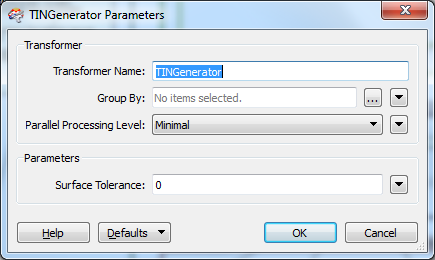 TINGenerator Parameters
Transformer
Transformer Name: TINGenerator
Group By: No items selected. ...
Parallel Processing Level: Minimal
Parameters
Surface Tolerance: 0
Help Defaults OK Cancel